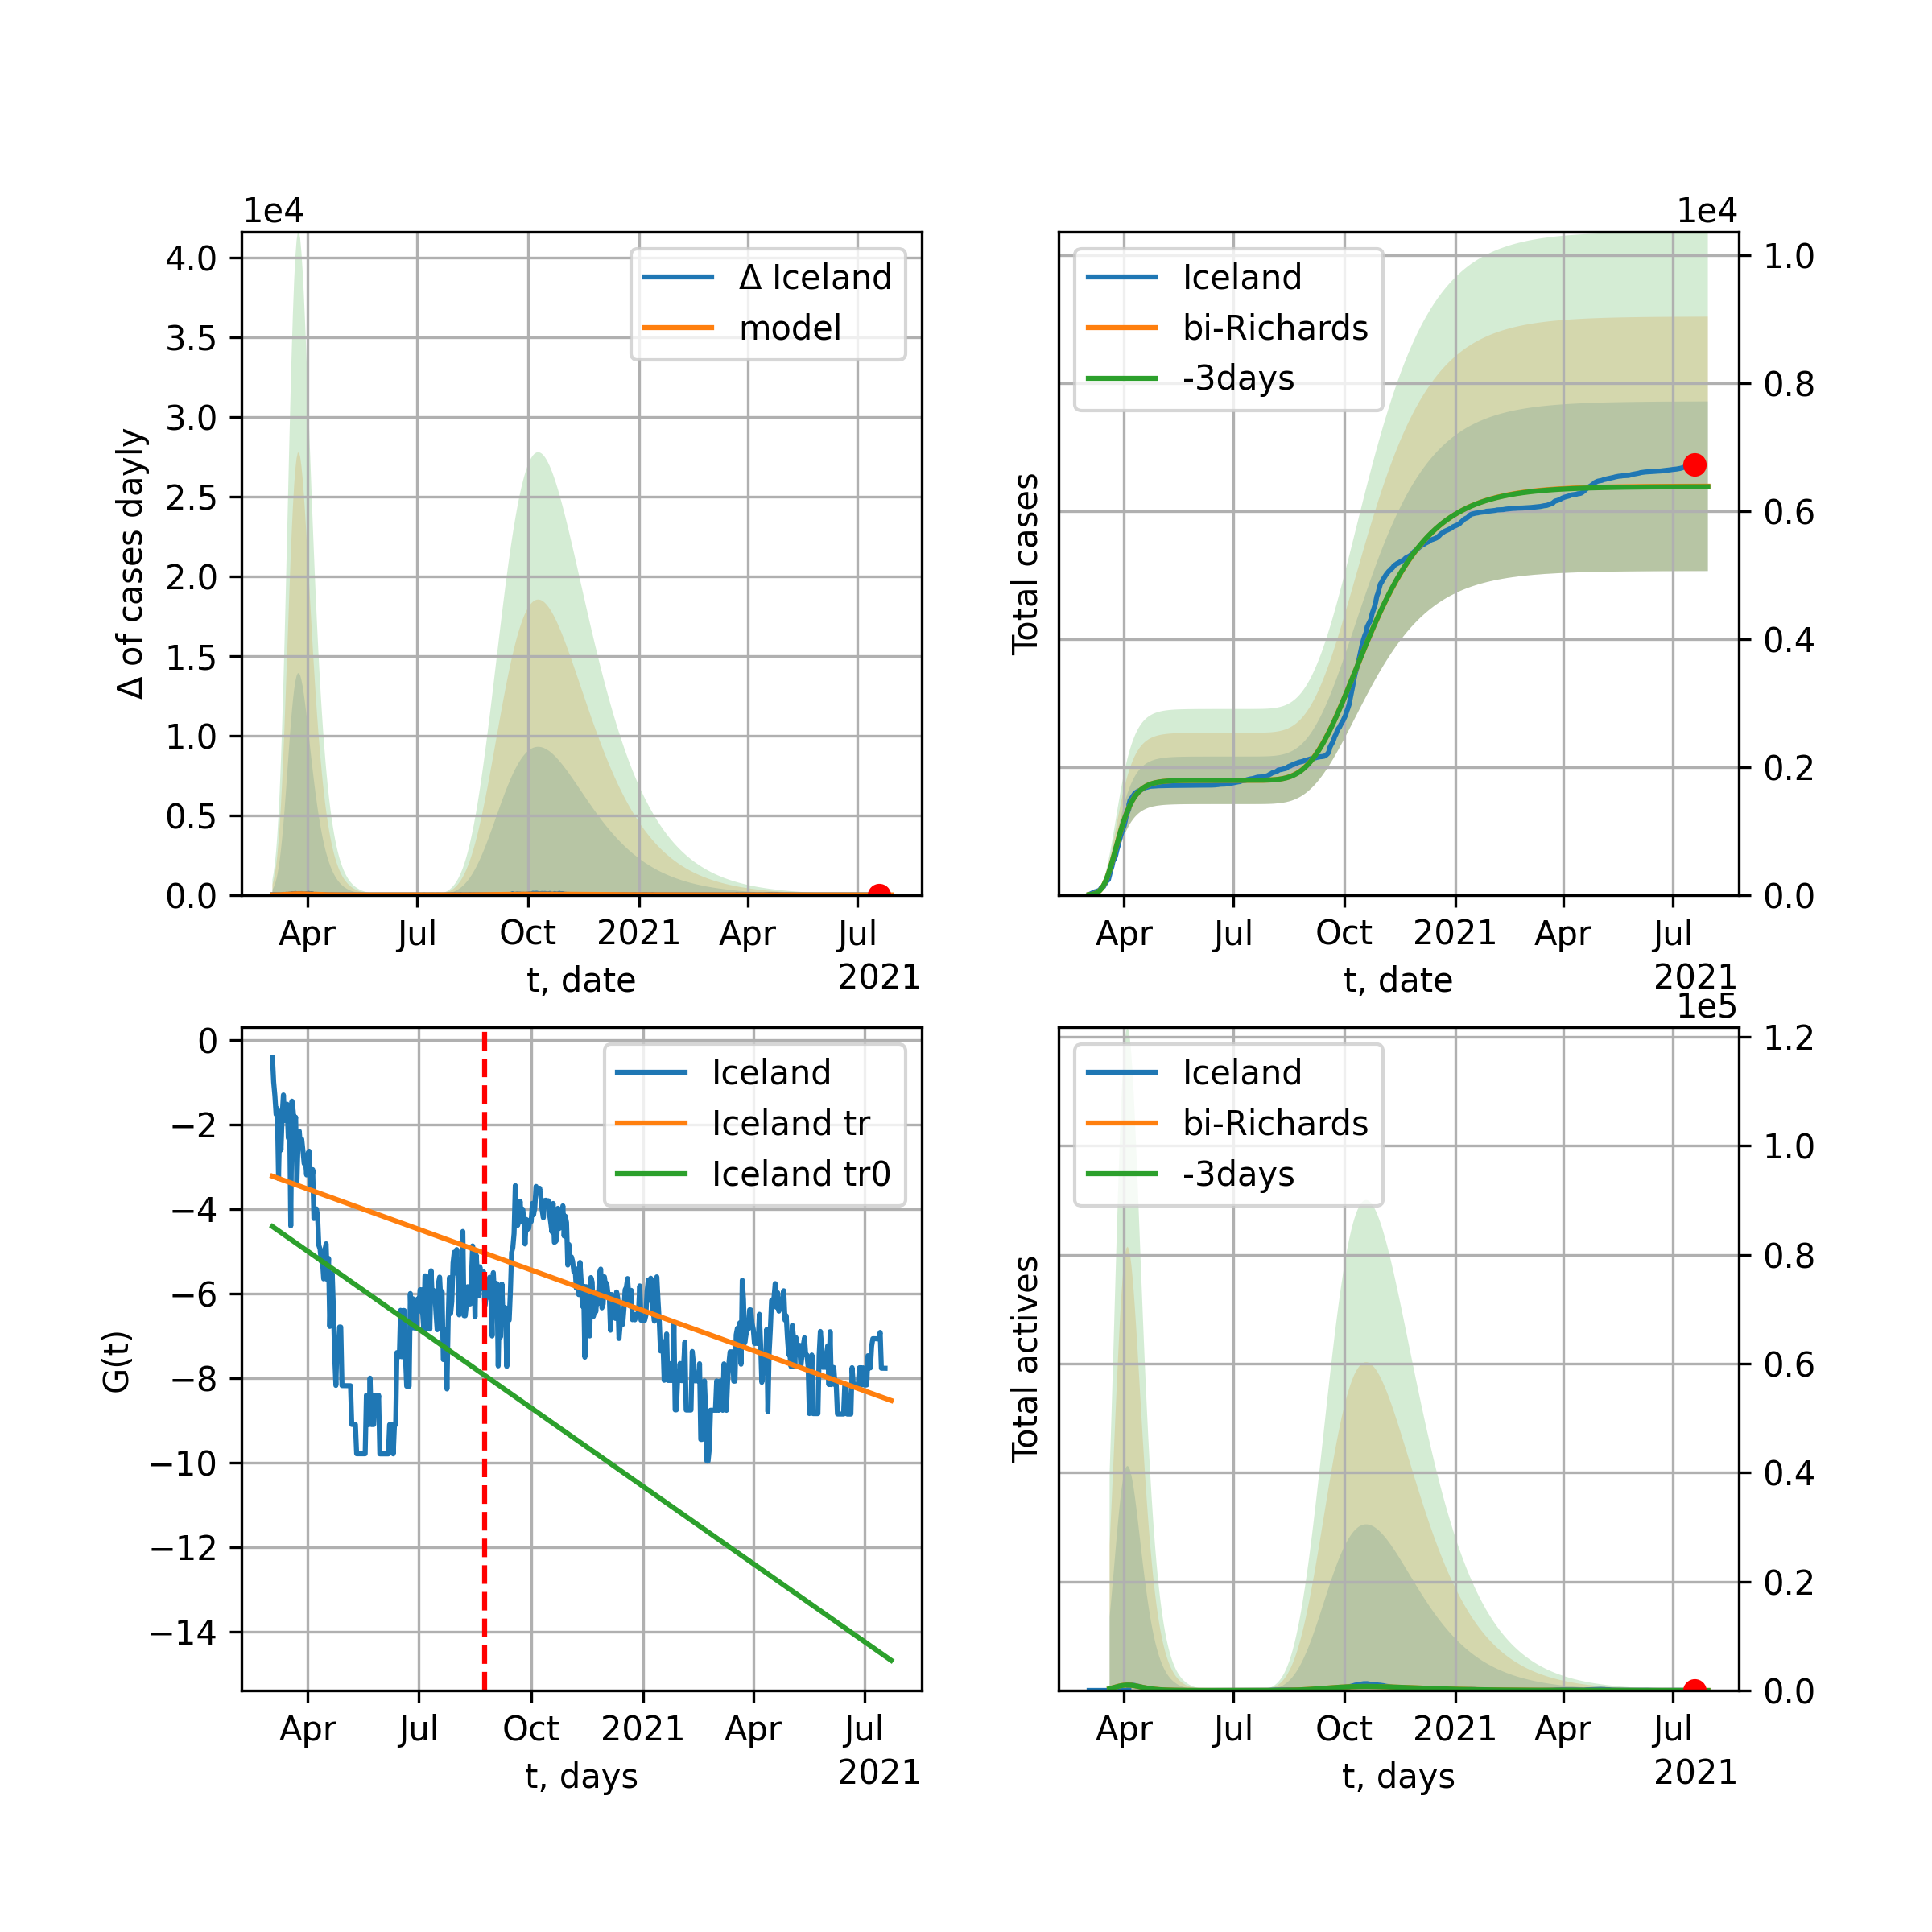 1e4
4.0
3.5
3.0
2.5
2.0
1.5
1.0
0.5
0.0
Δ of cases dayly
Δ Iceland
model
Apr Jul Oct 2021 Apr Jul
2021
t, date
1e4
1.0
0.8
0.6
0.4
0.2
0.0
Total cases
Iceland
bi-Richards
-3days
Apr Jul Oct 2021 Apr Jul
2021
t, date
0
−2
−4
−6
−8
−10
−12
−14
G(t)
Iceland
Iceland tr
Iceland tr0
Apr Jul Oct 2021 Apr Jul
2021
t, days
1e5
1.2
1.0
0.8
0.6
0.4
0.2
0.0
Total actives
Iceland
bi-Richards
-3days
Apr Jul Oct 2021 Apr Jul
2021
t, days